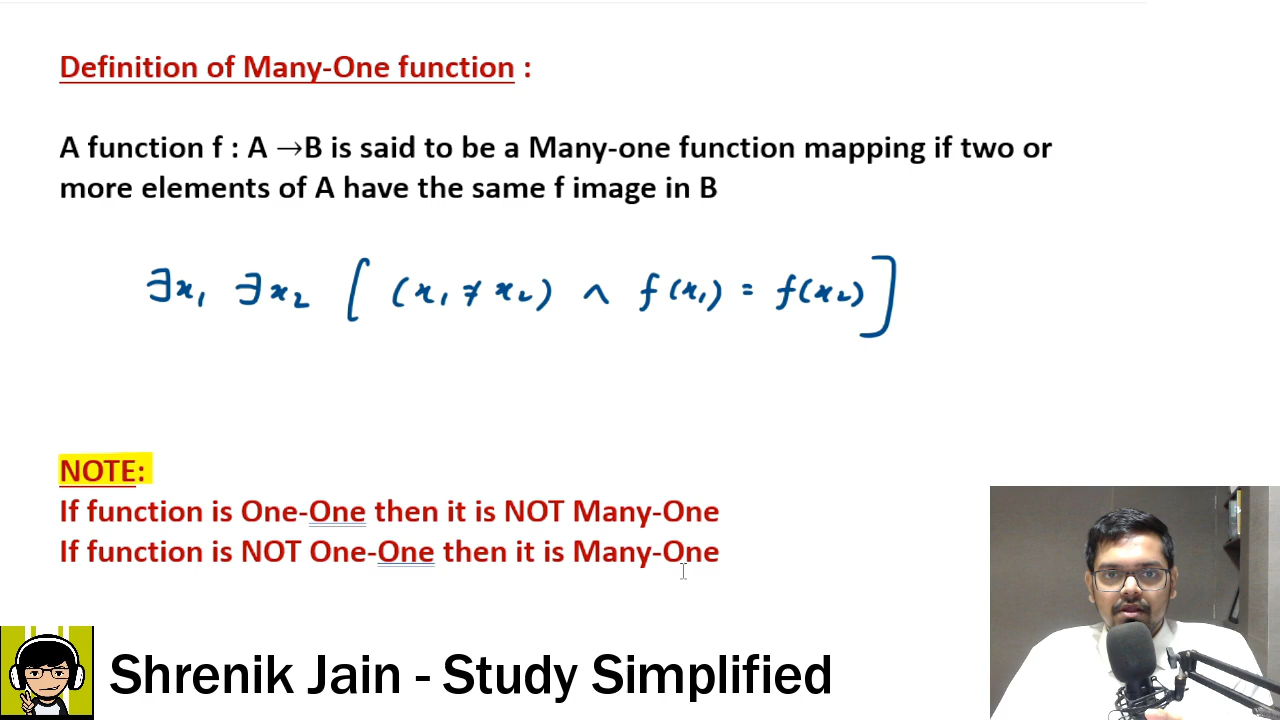 Definition of Many-One function :
A function f : A →B is said to be a Many-one function mapping if two or
more elements of A have the same f image in B
∃x₁ ∃x₂ [ (x₁ ≠ x₂) ∧ f(x₁) = f(x₂) ]
NOTE:
If function is One-One then it is NOT Many-One
If function is NOT One-One then it is Many-One
Shrenik Jain - Study Simplified